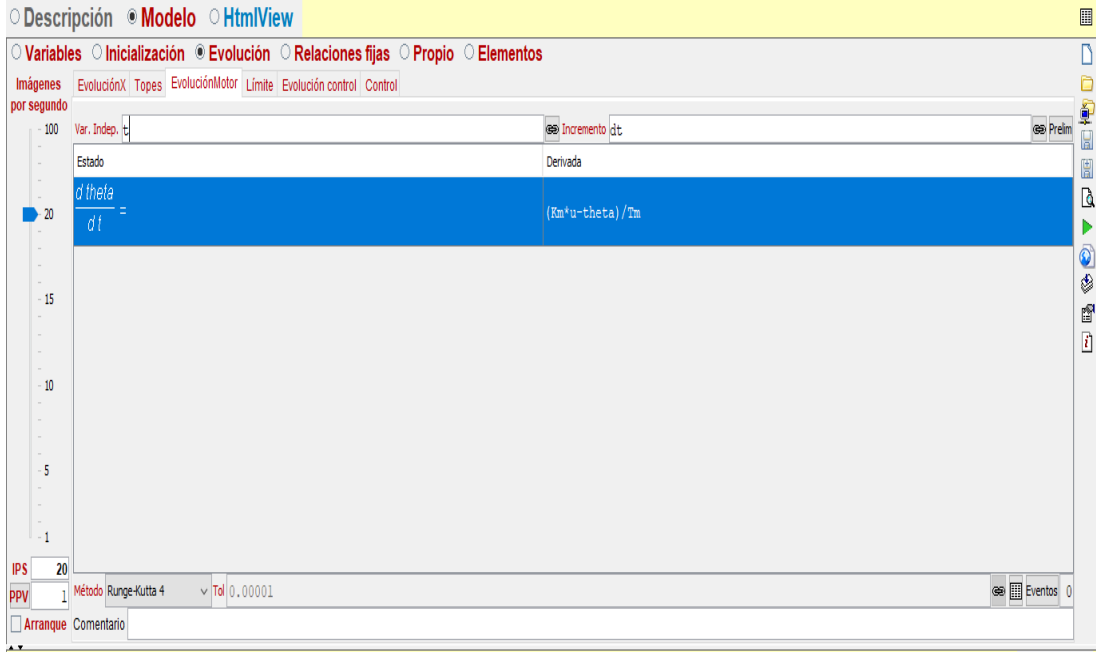 Descripción Modelo HtmlView
Variables Inicialización Evolución Relaciones fijas Propio Elementos
Imágenes por segundo
EvoluciónX Topes EvoluciónMotor Límite Evolución control Control
100
20
15
10
5
1
Var. Indep. t Incremento dt Prelim
Estado Derivada
d theta
d t
= (Km*u-theta)/Tm
IPS 20
PPV 1
Arranque
Método Runge-Kutta 4 Tol 0.00001 Eventos 0
Comentario